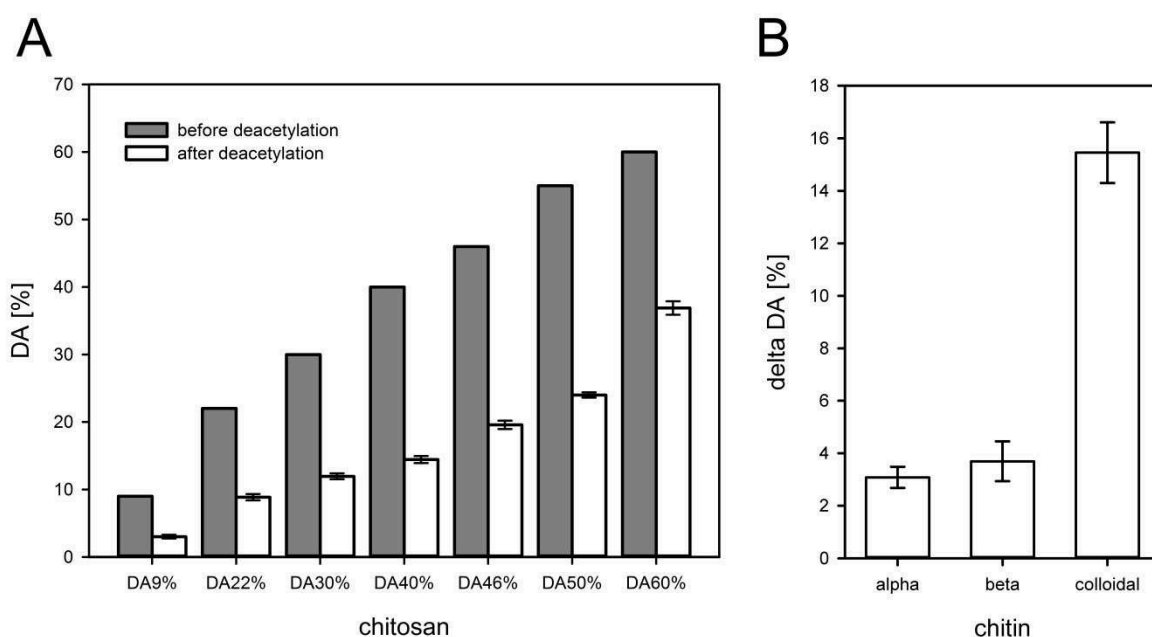 A
DA [%]
70
60
50
40
30
20
10
0
before deacetylation
after deacetylation
DA9% DA22% DA30% DA40% DA46% DA50% DA60%
chitosan
B
delta DA [%]
18
16
14
12
10
8
6
4
2
0
alpha beta colloidal
chitin